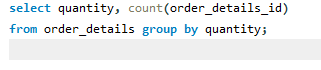 select quantity, count(order_details_id)
from order_details group by quantity;